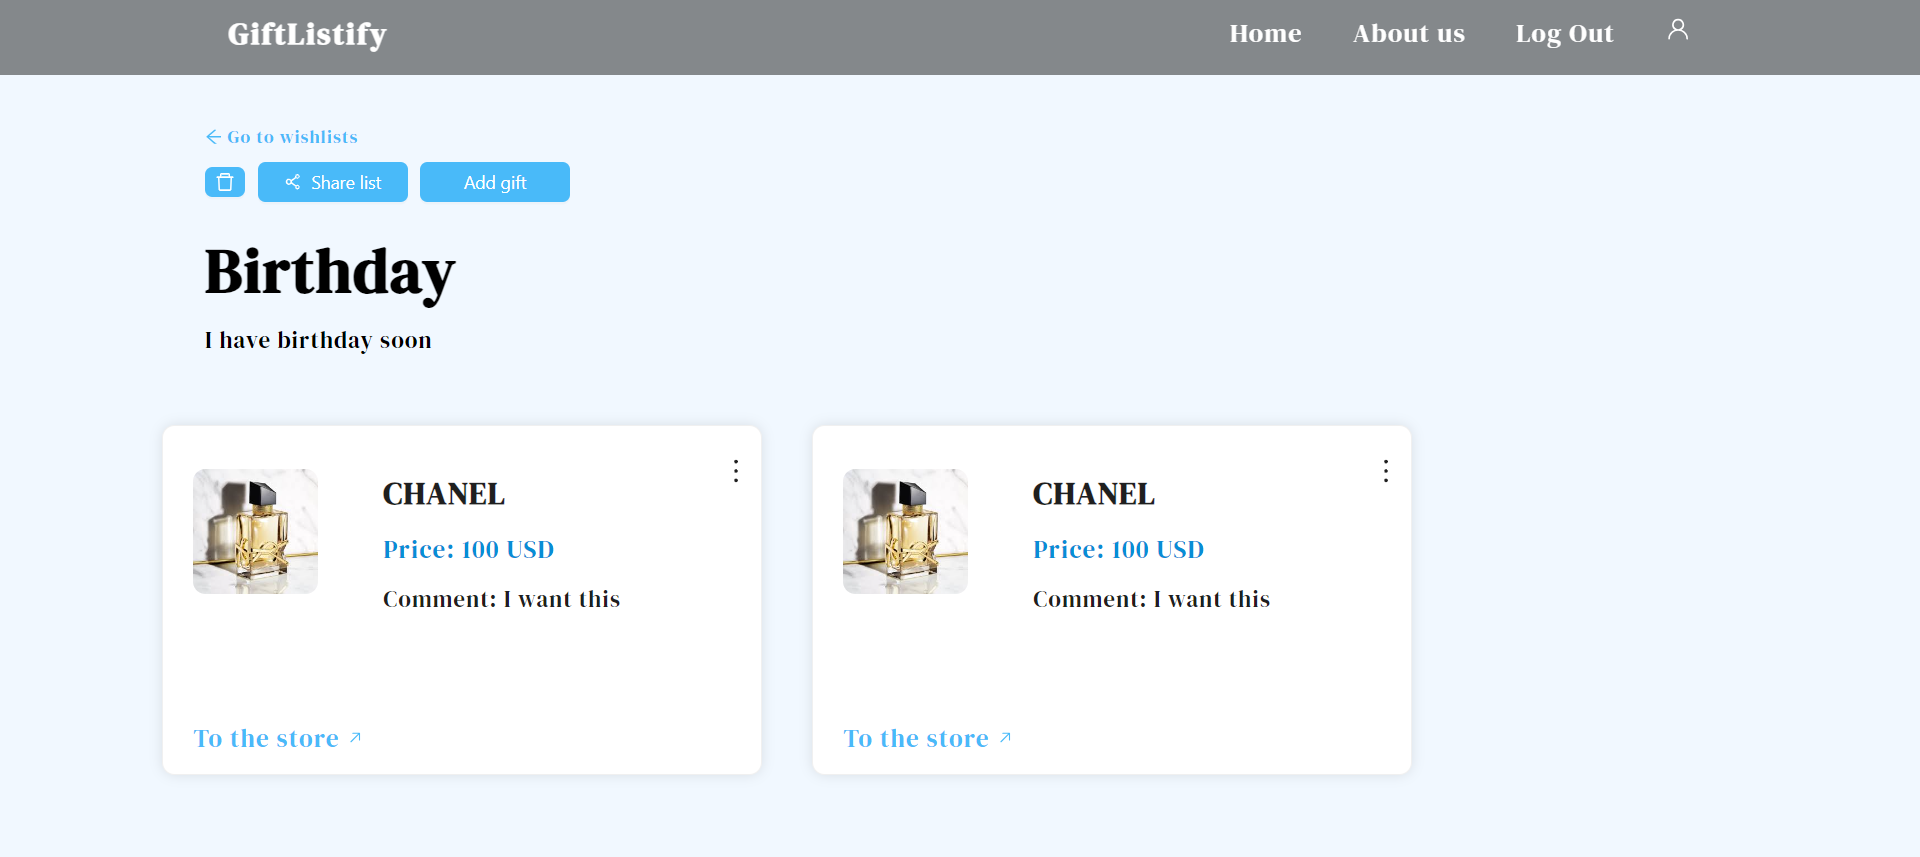 GiftListify
Home About us Log Out
Go to wishlists
Share list Add gift
Birthday
I have birthday soon
CHANEL
Price: 100 USD
Comment: I want this
To the store
CHANEL
Price: 100 USD
Comment: I want this
To the store